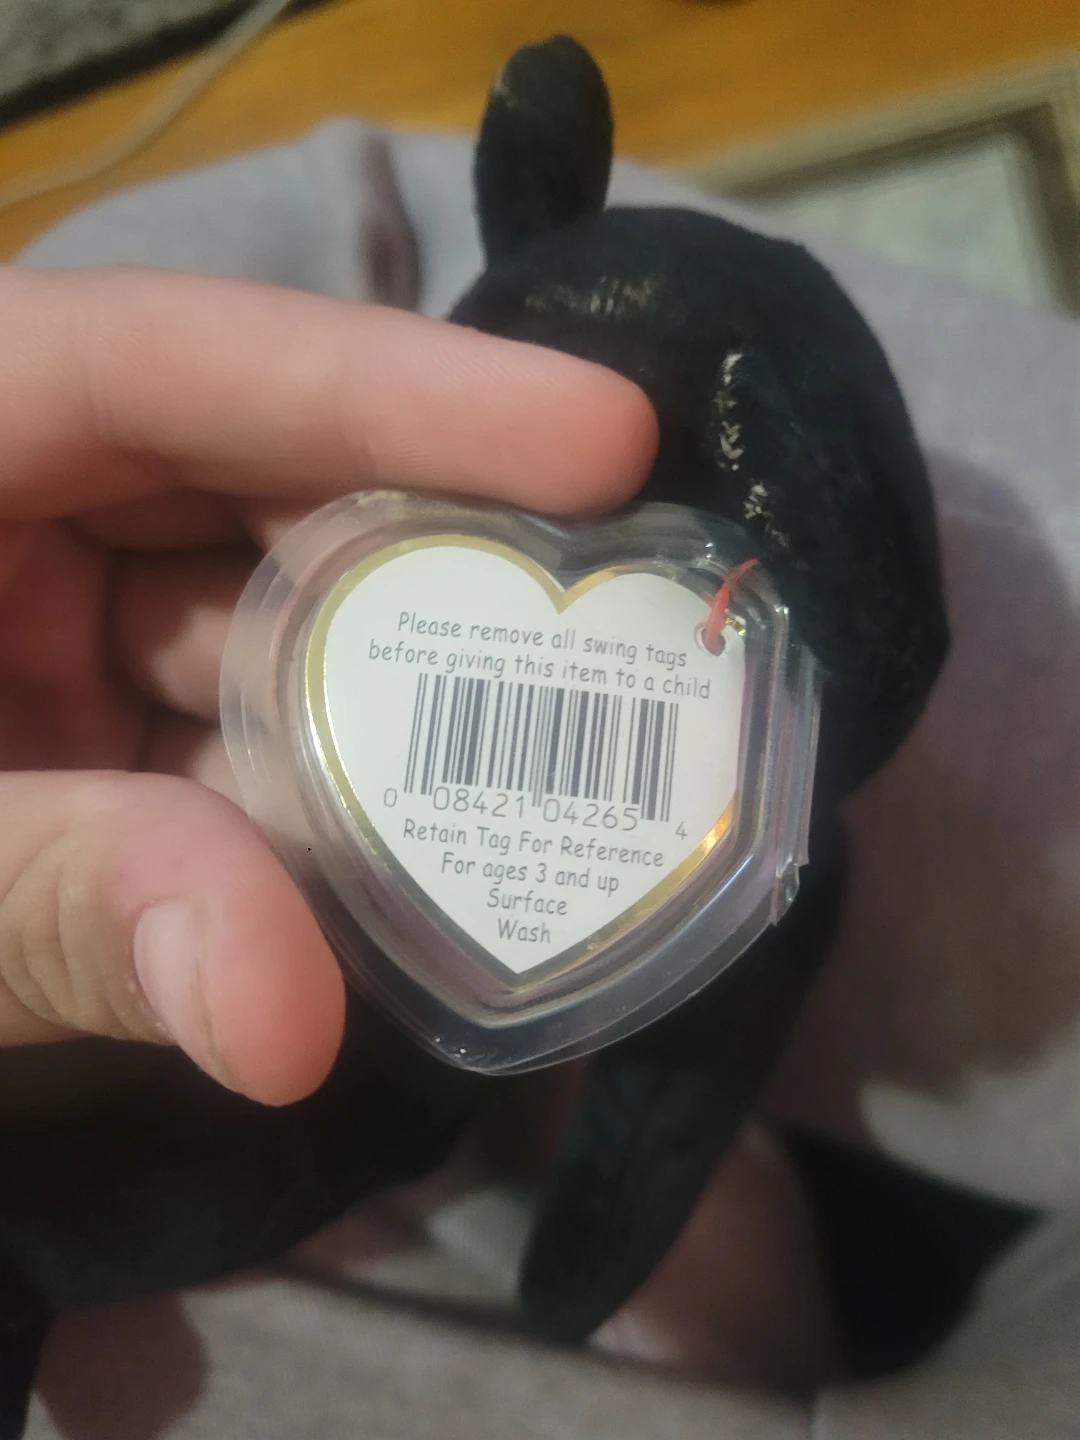 Please remove all swing tags
before giving this item to a child
0 08421 04265 4
Retain Tag For Reference
For ages 3 and up
Surface
Wash